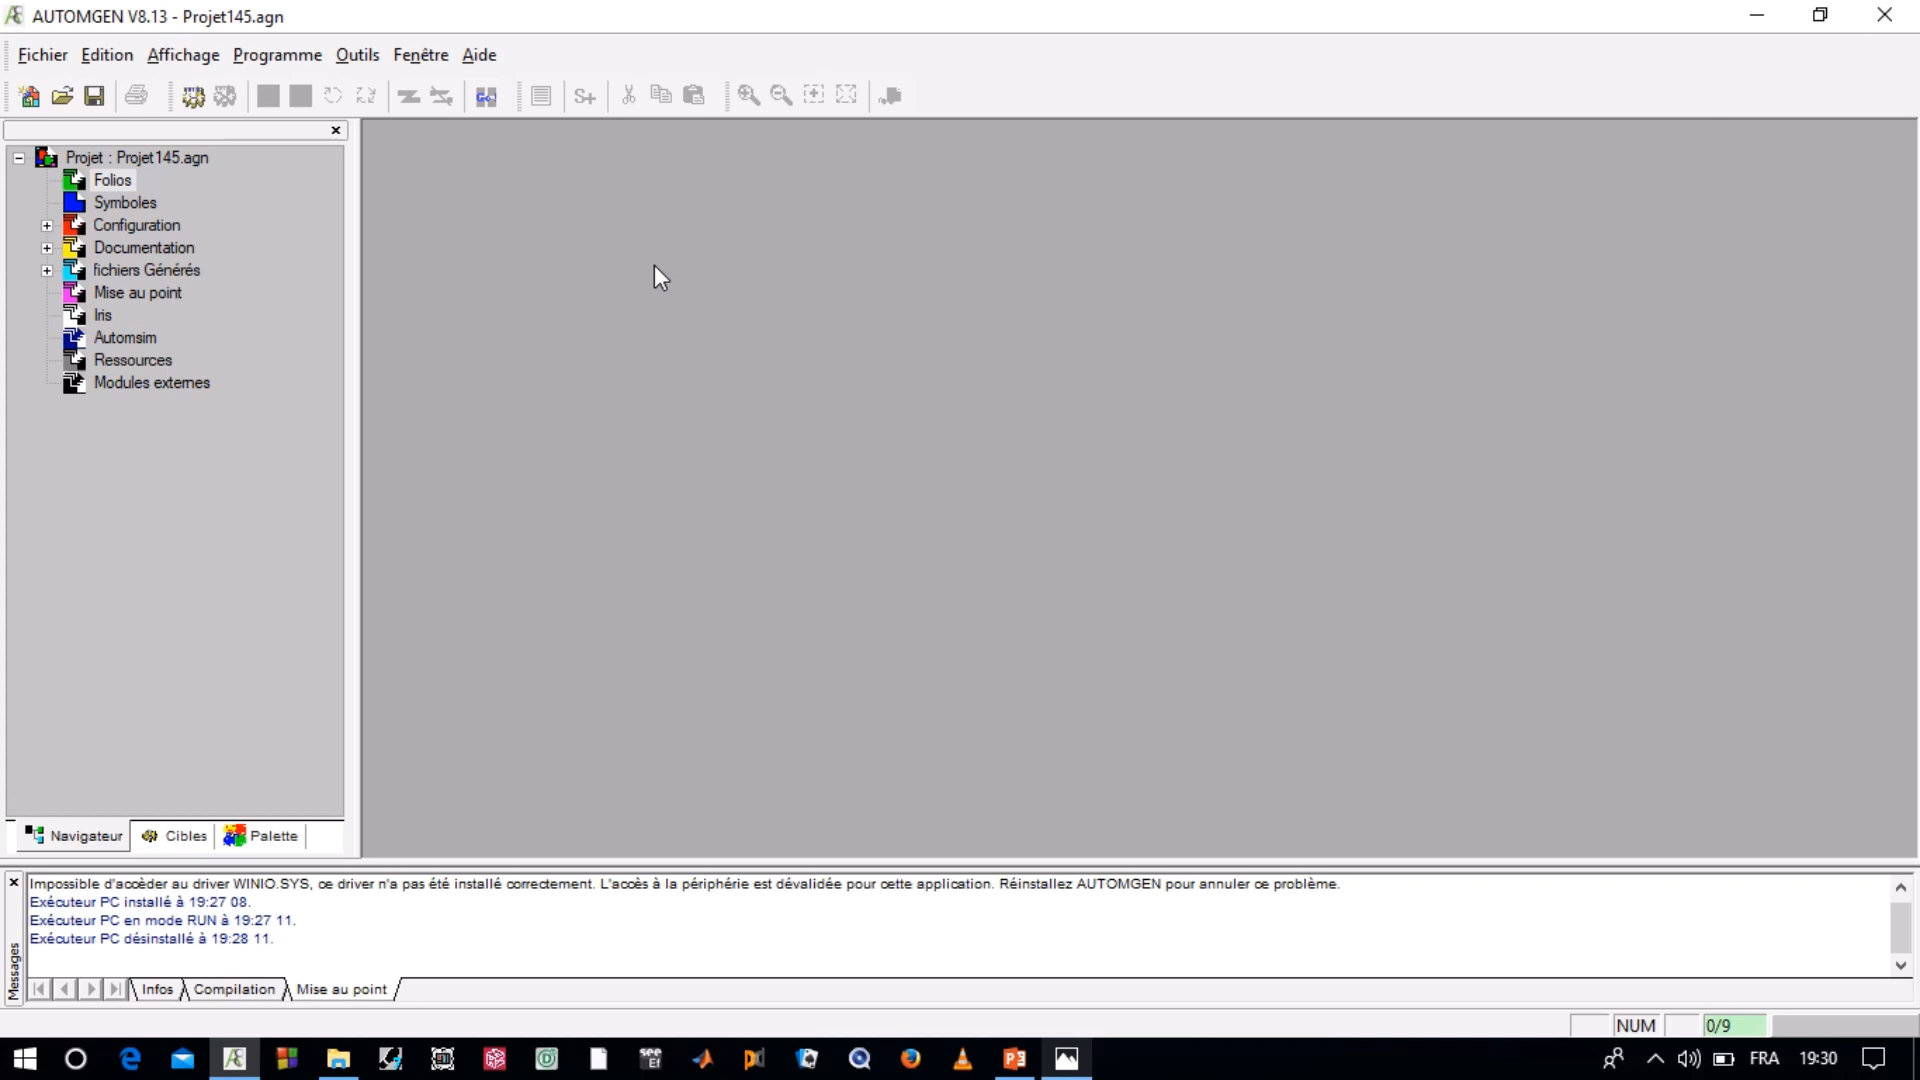 AUTOMGEN V8.13 - Projet145.agn
Fichier Edition Affichage Programme Outils Fenêtre Aide
Projet : Projet145.agn
Folios
Symboles
Configuration
Documentation
fichiers Générés
Mise au point
Iris
Automsim
Ressources
Modules externes
Navigateur Cibles Palette
Impossible d'accèder au driver WINIO.SYS, ce driver n'a pas été installé correctement. L'accès à la périphérie est dévalidée pour cette application. Réinstallez AUTOMGEN pour annuler ce problème.
Exécuteur PC installé à 19:27 08.
Exécuteur PC en mode RUN à 19:27 11.
Exécuteur PC désinstallé à 19:28 11.
Messages
Infos Compilation Mise au point
NUM 0/9
FRA 19:30